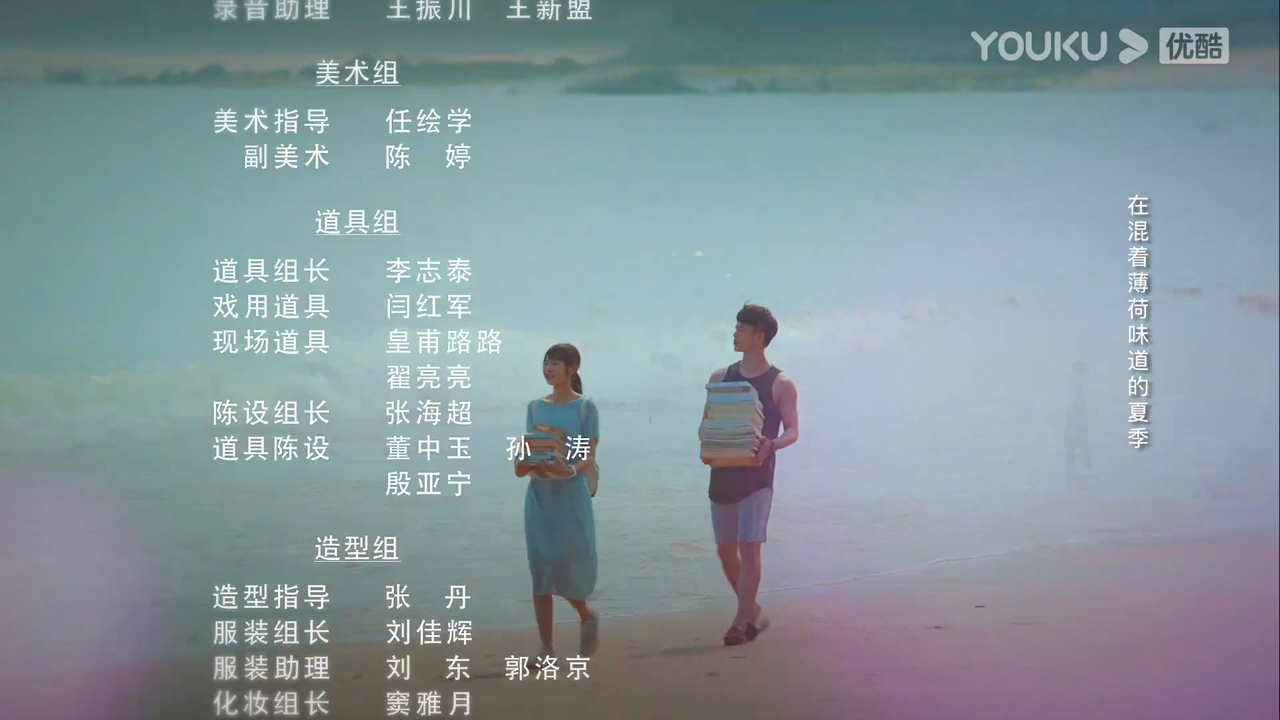 录音助理 王振川 王新盟
YOUKU 优酷
美术组
美术指导 任绘学
副美术 陈 婷
道具组
道具组长 李志泰
戏用道具 闫红军
现场道具 皇甫路路
翟亮亮
陈设组长 张海超
道具陈设 董中玉 孙 涛
殷亚宁
造型组
造型指导 张 丹
服装组长 刘佳辉
服装助理 刘 东 郭洛京
化妆组长 窦雅月
在混着薄荷味道的夏季